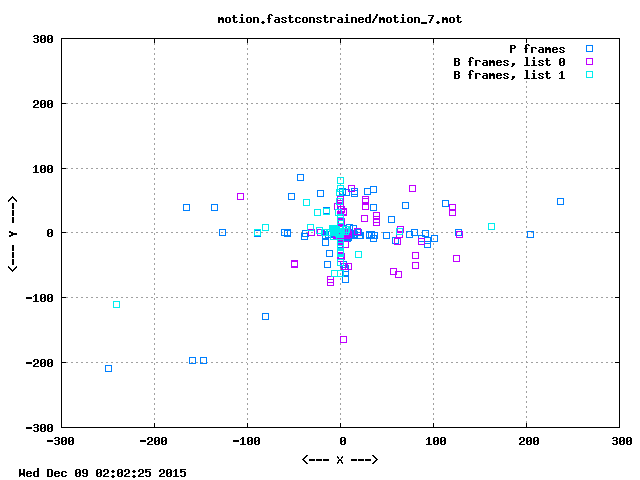 motion.fastconstrained/motion_7.mot
P frames
B frames, list 0
B frames, list 1
300
200
100
0
-100
-200
-300
<--- Y --->
-300 -200 -100 0 100 200 300
<--- X --->
Wed Dec 09 02:02:25 2015